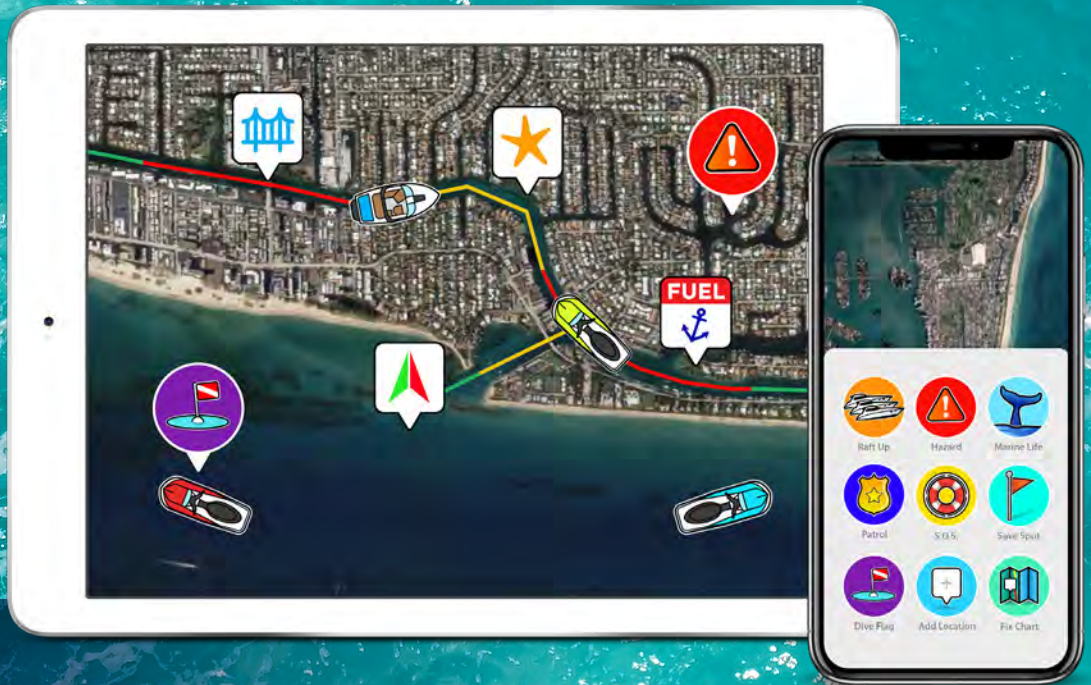 FUEL
Raft Up
Hazard
Marine Life
Patrol
S.O.S.
Save Spot
Dive Flag
Add Location
Fix Chart